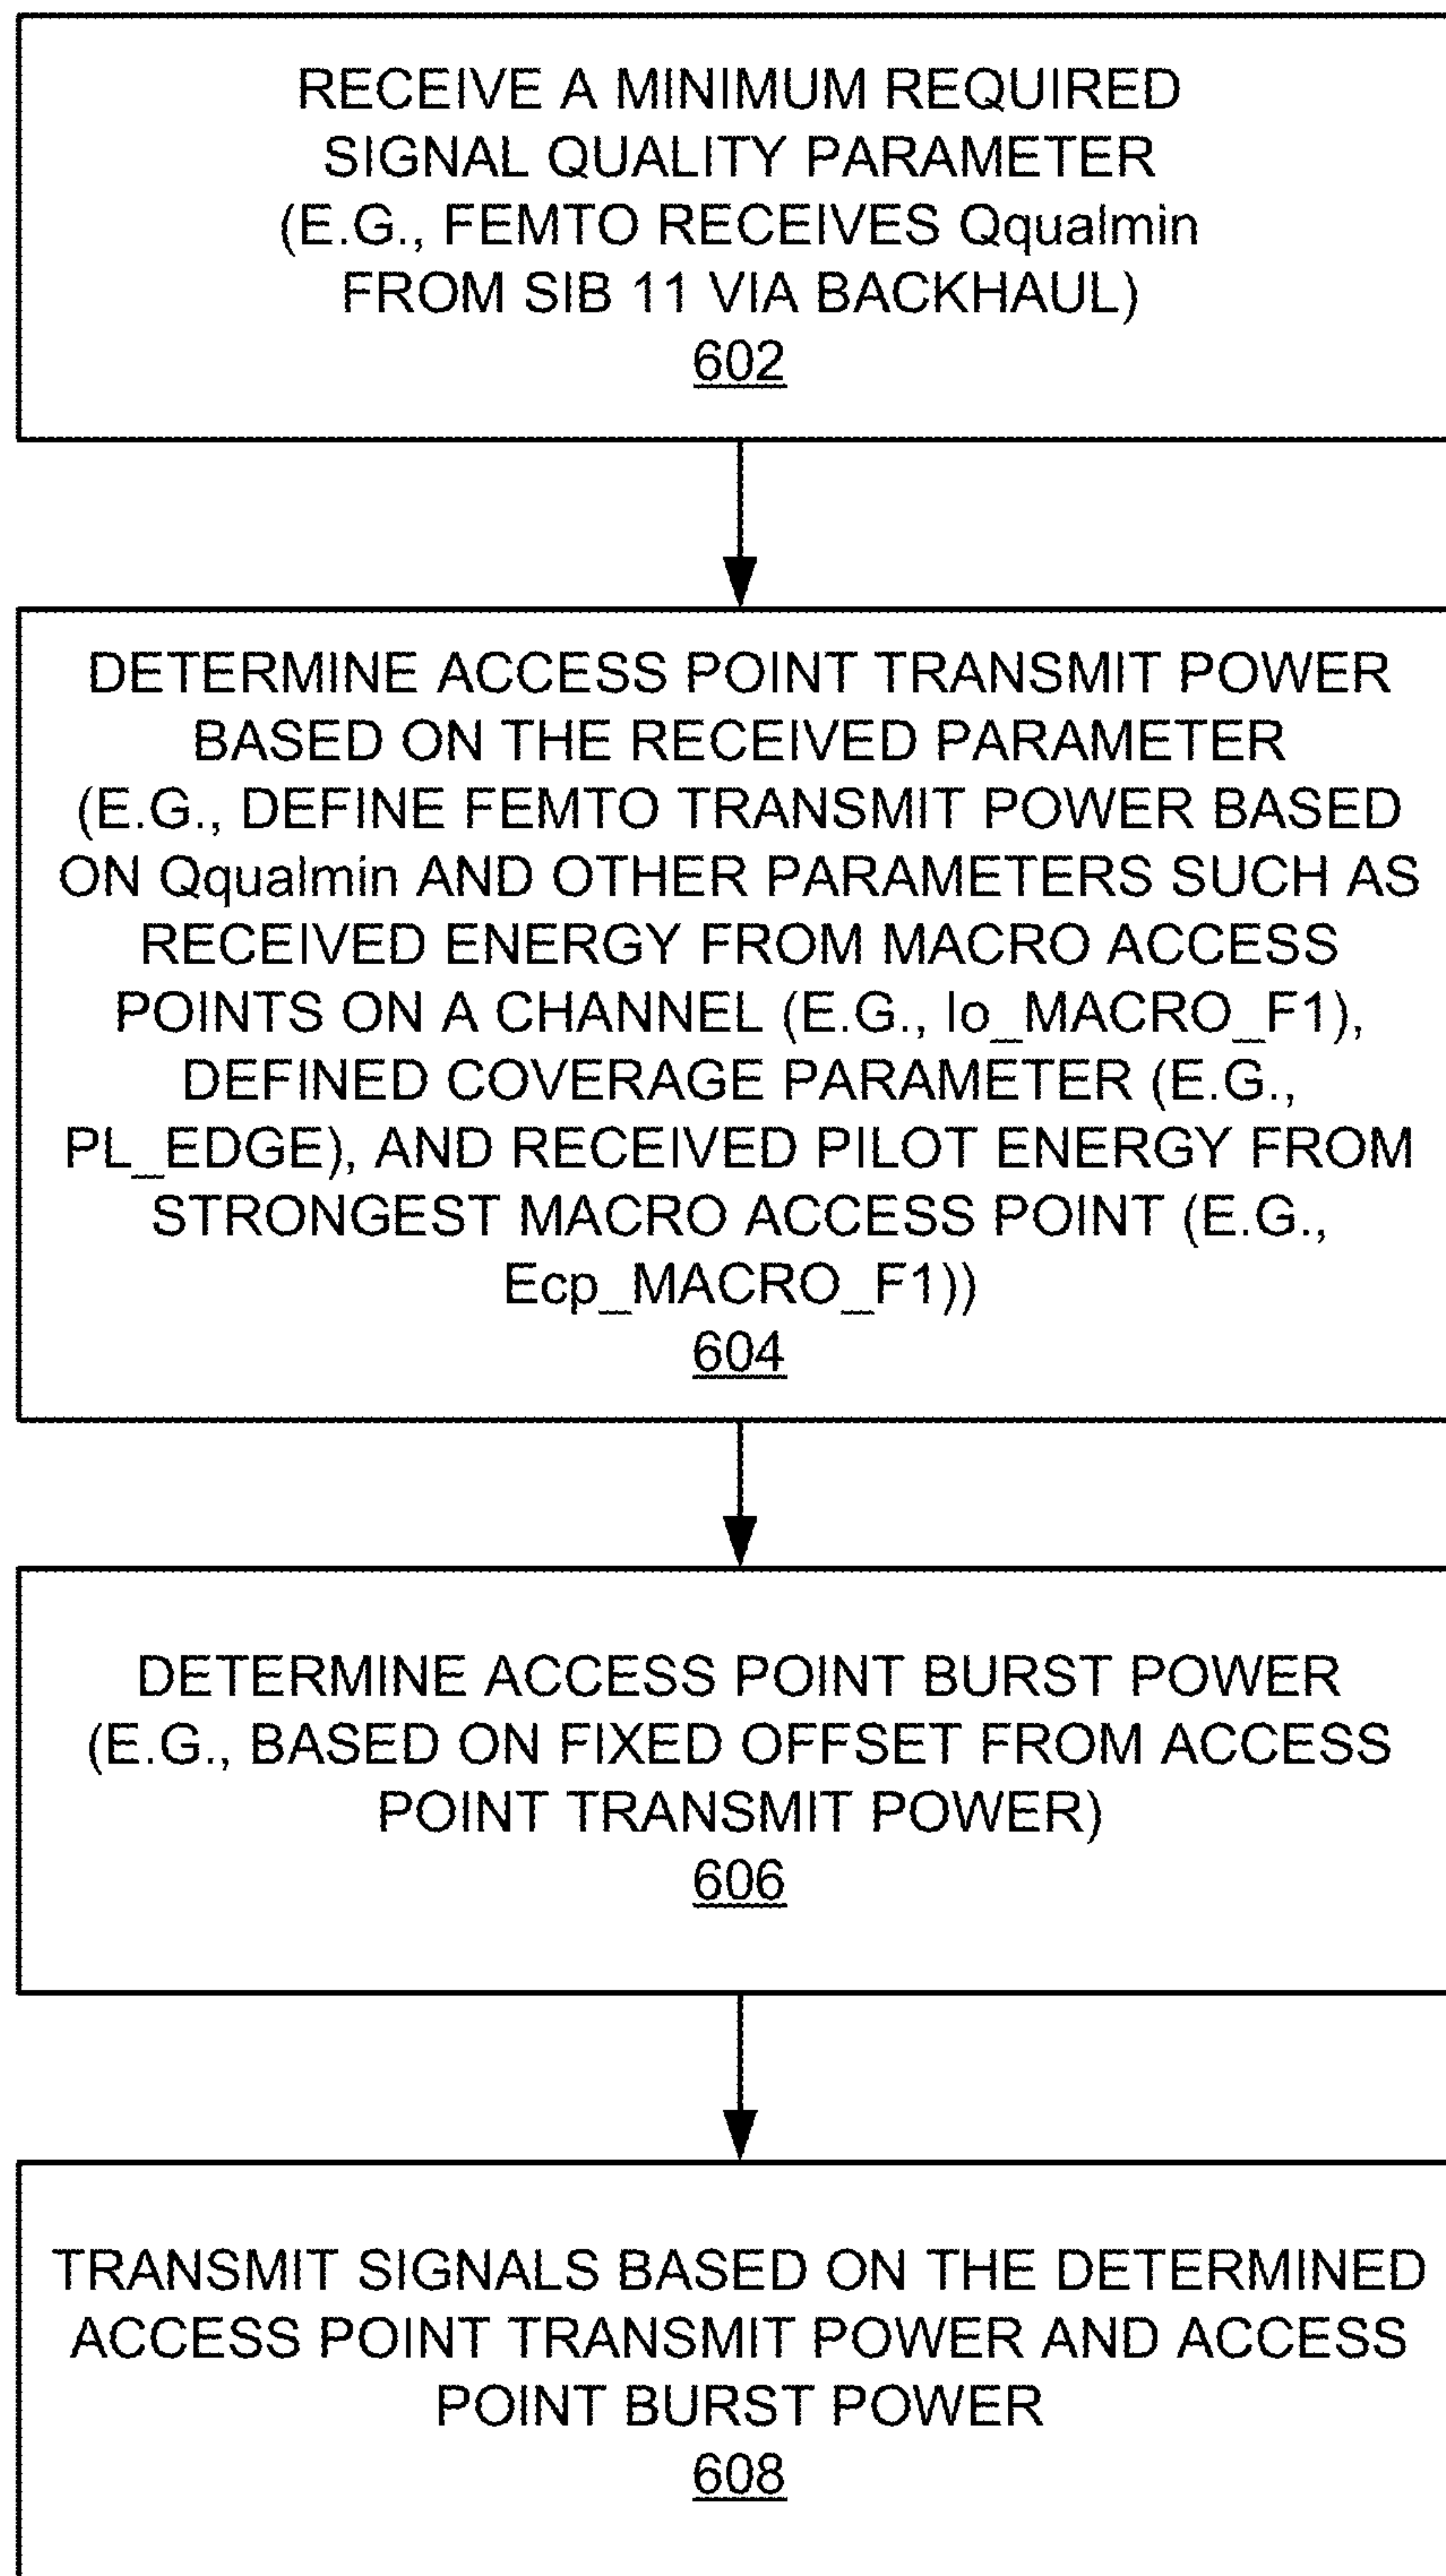 RECEIVE A MINIMUM REQUIRED
SIGNAL QUALITY PARAMETER
(E.G., FEMTO RECEIVES Qqualmin
FROM SIB 11 VIA BACKHAUL)
602
DETERMINE ACCESS POINT TRANSMIT POWER
BASED ON THE RECEIVED PARAMETER
(E.G., DEFINE FEMTO TRANSMIT POWER BASED
ON Qqualmin AND OTHER PARAMETERS SUCH AS
RECEIVED ENERGY FROM MACRO ACCESS
POINTS ON A CHANNEL (E.G., Io_MACRO_F1),
DEFINED COVERAGE PARAMETER (E.G.,
PL_EDGE), AND RECEIVED PILOT ENERGY FROM
STRONGEST MACRO ACCESS POINT (E.G.,
Ecp_MACRO_F1))
604
DETERMINE ACCESS POINT BURST POWER
(E.G., BASED ON FIXED OFFSET FROM ACCESS
POINT TRANSMIT POWER)
606
TRANSMIT SIGNALS BASED ON THE DETERMINED
ACCESS POINT TRANSMIT POWER AND ACCESS
POINT BURST POWER
608